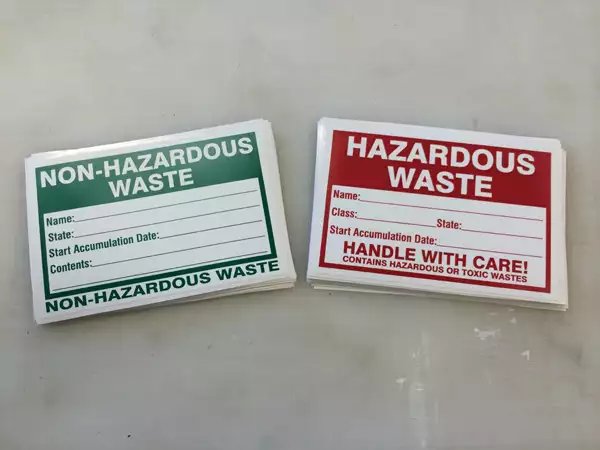 NON-HAZARDOUS
WASTE
Name:
State:
Start Accumulation Date:
Contents:
NON-HAZARDOUS WASTE
HAZARDOUS
WASTE
Name:
Class: State:
Start Accumulation Date:
HANDLE WITH CARE!
CONTAINS HAZARDOUS OR TOXIC WASTES